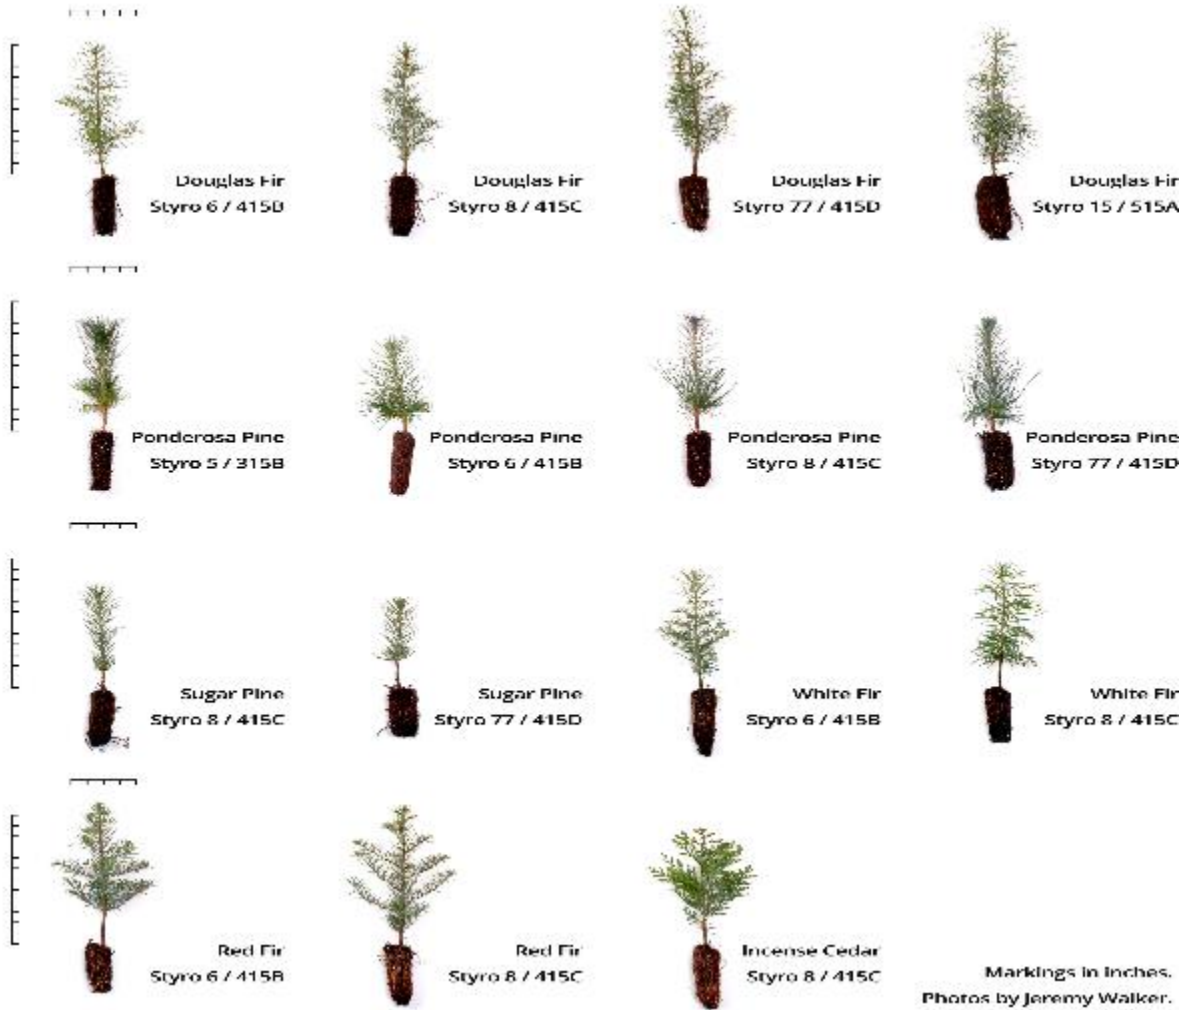 Douglas Fir
Styro 6 / 415B
Douglas Fir
Styro 8 / 415C
Douglas Fir
Styro 77 / 415D
Douglas Fir
Styro 15 / 515A
Ponderosa Pine
Styro 5 / 315B
Ponderosa Pine
Styro 6 / 415B
Ponderosa Pine
Styro 8 / 415C
Ponderosa Pine
Styro 77 / 415D
Sugar Pine
Styro 8 / 415C
Sugar Pine
Styro 77 / 415D
White Fir
Styro 6 / 415B
White Fir
Styro 8 / 415C
Red Fir
Styro 6 / 415B
Red Fir
Styro 8 / 415C
Incense Cedar
Styro 8 / 415C
Markings in inches.
Photos by Jeremy Walker.